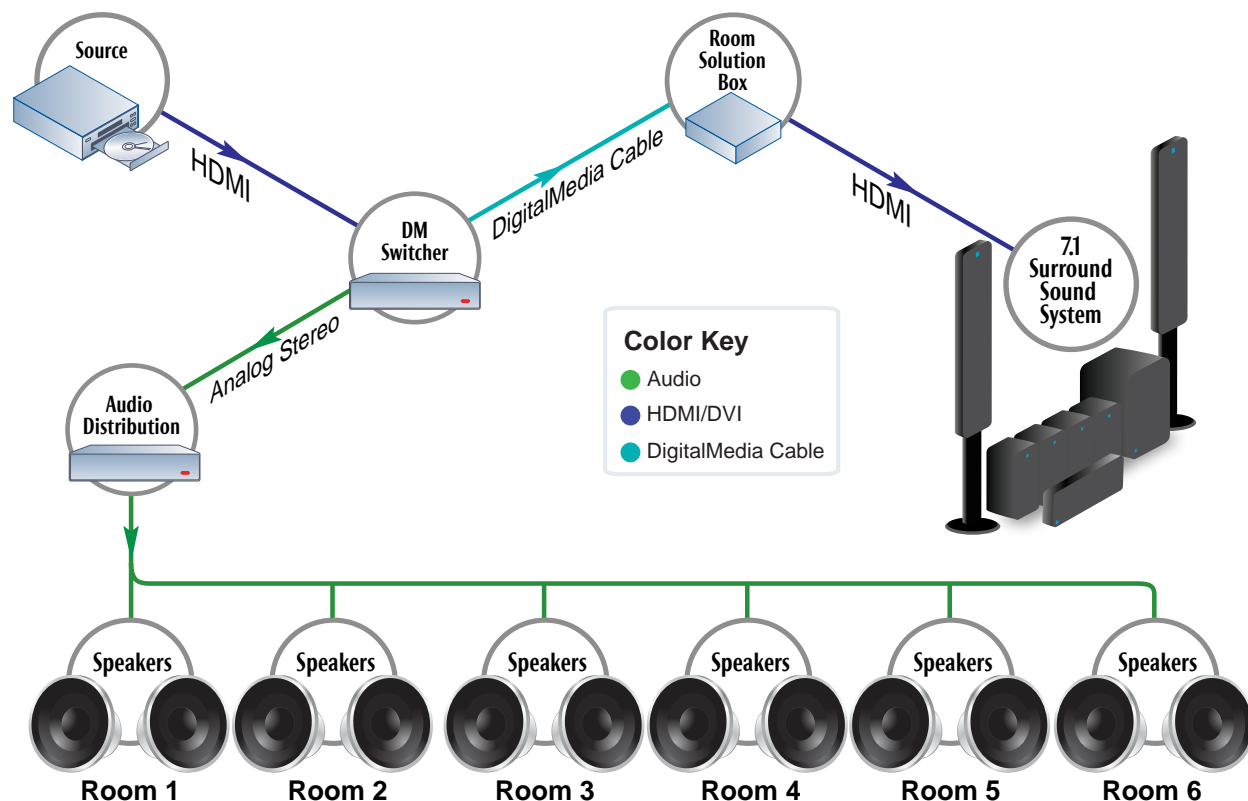 Source
HDMI
DM
Switcher
DigitalMedia Cable
Room
Solution
Box
HDMI
7.1
Surround
Sound
System
Analog Stereo
Audio
Distribution
Color Key
Audio
HDMI/DVI
DigitalMedia Cable
Speakers
Speakers
Speakers
Speakers
Speakers
Speakers
Room 1
Room 2
Room 3
Room 4
Room 5
Room 6